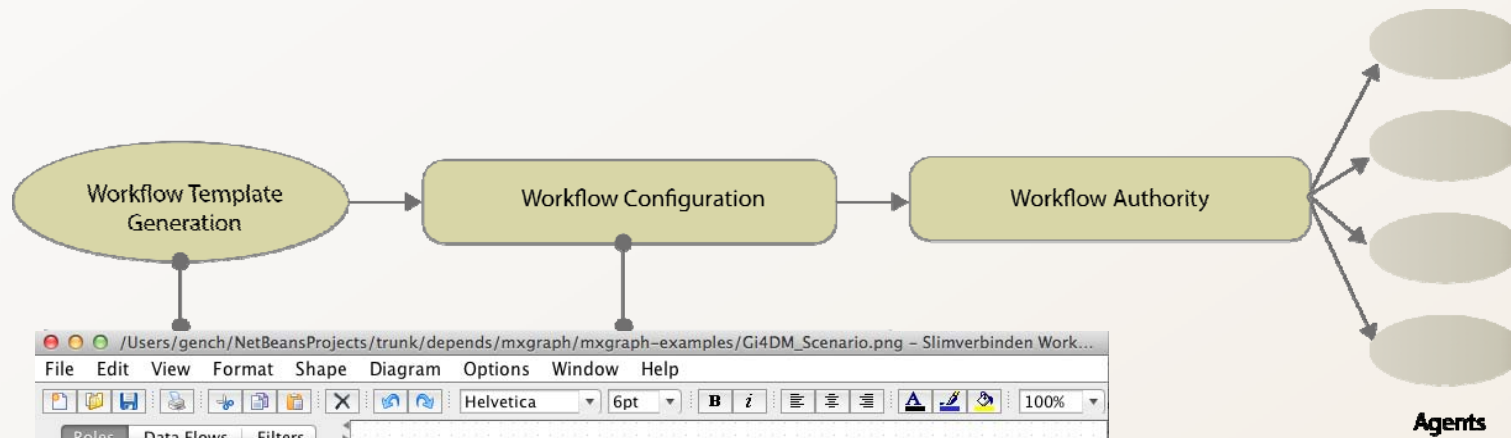 Workflow Template
Generation
Workflow Configuration
Workflow Authority
/Users/gench/NetBeansProjects/trunk/depends/mxgraph/mxgraph-examples/Gi4DM_Scenario.png – Slimverbinden Work...
File Edit View Format Shape Diagram Options Window Help
Helvetica 6pt B i A 100%
Agents
Roles Data Flows Filters